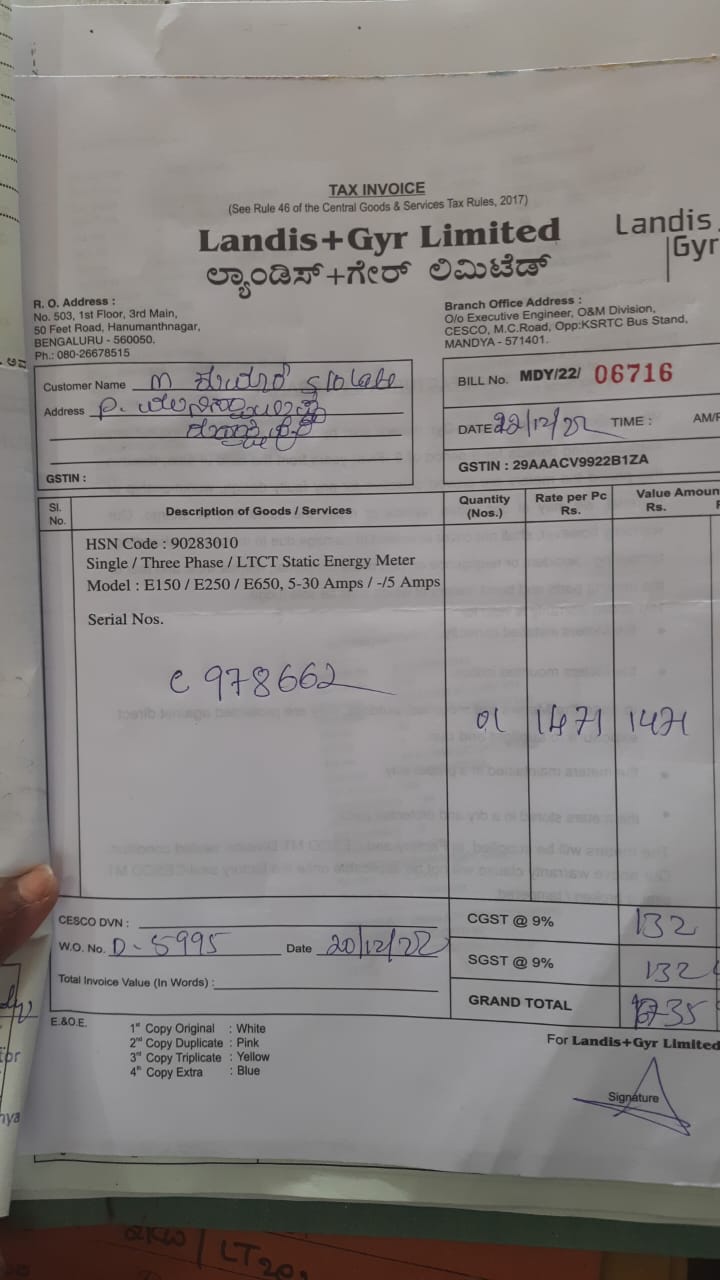 TAX INVOICE
(See Rule 46 of the Central Goods & Services Tax Rules, 2017)
Landis+Gyr Limited
Landis
Gyr
ಲ್ಯಾಂಡಿಸ್+ಗೇರ್ ಲಿಮಿಟೆಡ್
R. O. Address :
No. 503, 1st Floor, 3rd Main,
50 Feet Road, Hanumanthnagar,
BENGALURU - 560050.
Ph.: 080-26678515
Branch Office Address :
O/o Executive Engineer, O&M Division,
CESCO, M.C.Road, Opp:KSRTC Bus Stand,
MANDYA - 571401.
Customer Name
Address
GSTIN :
BILL No. MDY/22/ 06716
DATE 22/12/22 TIME : AM/P
GSTIN : 29AAACV9922B1ZA
Sl. No. Description of Goods / Services Quantity (Nos.) Rate per Pc Rs. Value Amoun Rs.
HSN Code : 90283010
Single / Three Phase / LTCT Static Energy Meter
Model : E150 / E250 / E650, 5-30 Amps / -/5 Amps
Serial Nos.
C 978662
01 1471 1471
CESCO DVN :
W.O. No. D-5995 Date 20/12/22
Total Invoice Value (In Words) :
CGST @ 9% 132
SGST @ 9% 132
GRAND TOTAL 1735
E.&O.E.
1st Copy Original : White
2nd Copy Duplicate : Pink
3rd Copy Triplicate : Yellow
4th Copy Extra : Blue
For Landis+Gyr Limited
Signature